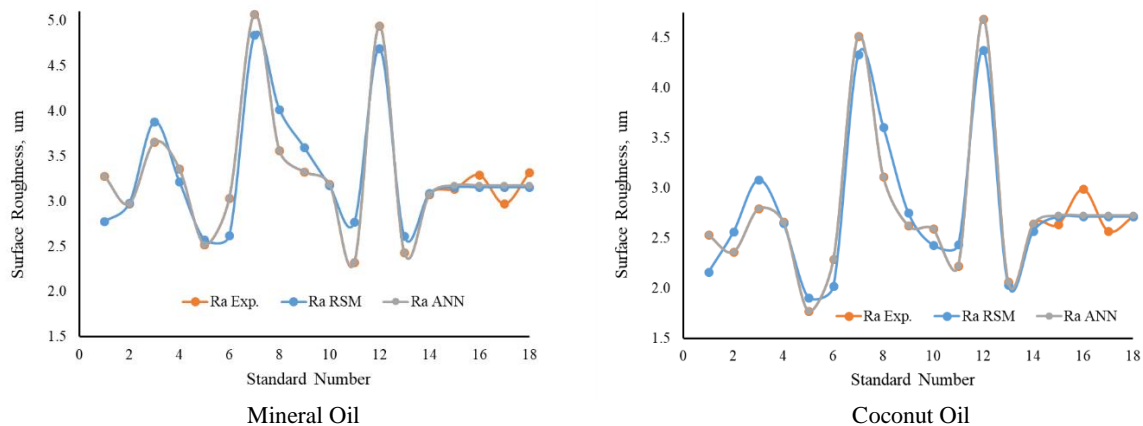 Surface Roughness, um
5.0
4.5
4.0
3.5
3.0
2.5
2.0
1.5
Ra Exp. Ra RSM Ra ANN
0 2 4 6 8 10 12 14 16 18
Standard Number
Mineral Oil
Surface Roughness, um
4.5
4.0
3.5
3.0
2.5
2.0
1.5
Ra Exp. Ra RSM Ra ANN
0 2 4 6 8 10 12 14 16 18
Standard Number
Coconut Oil